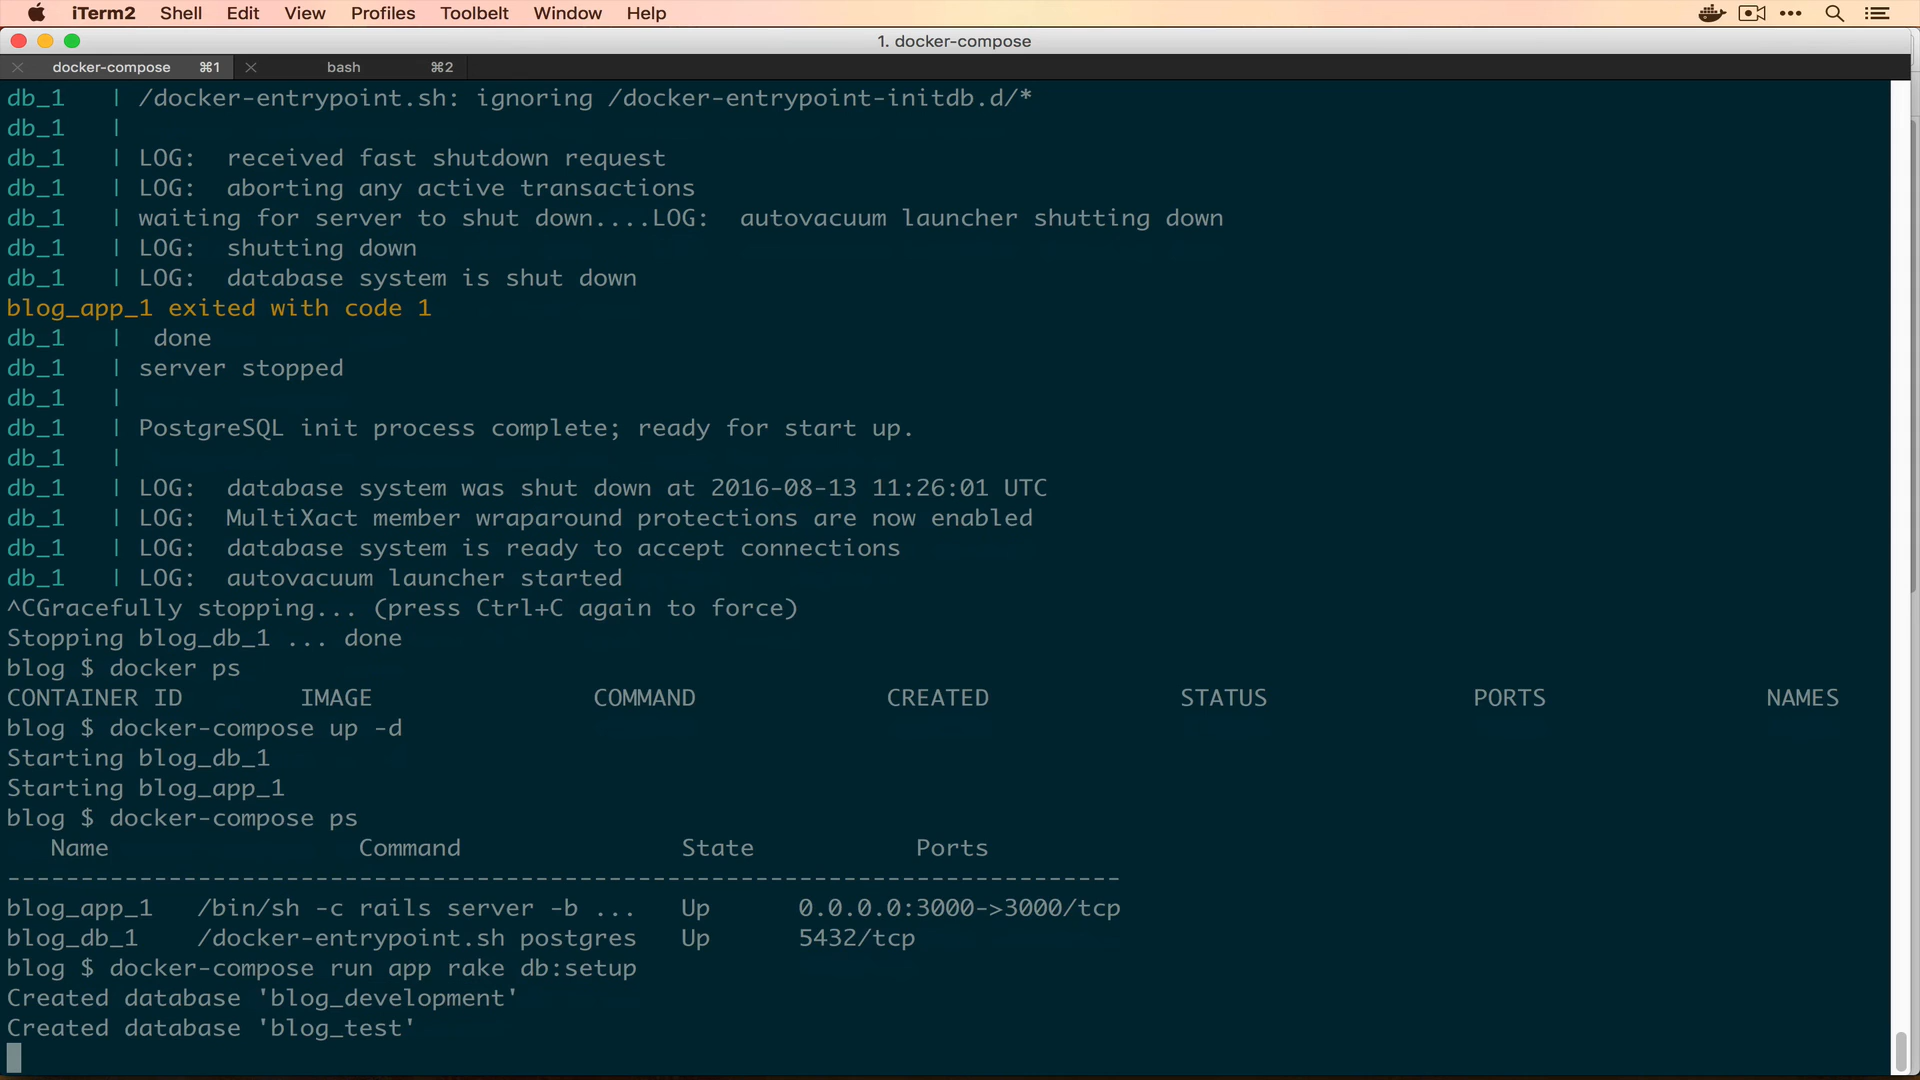 iTerm2 Shell Edit View Profiles Toolbelt Window Help
1. docker-compose
docker-compose ⌘1 bash ⌘2
db_1 | /docker-entrypoint.sh: ignoring /docker-entrypoint-initdb.d/*
db_1 |
db_1 | LOG: received fast shutdown request
db_1 | LOG: aborting any active transactions
db_1 | waiting for server to shut down....LOG: autovacuum launcher shutting down
db_1 | LOG: shutting down
db_1 | LOG: database system is shut down
blog_app_1 exited with code 1
db_1 | done
db_1 | server stopped
db_1 |
db_1 | PostgreSQL init process complete; ready for start up.
db_1 |
db_1 | LOG: database system was shut down at 2016-08-13 11:26:01 UTC
db_1 | LOG: MultiXact member wraparound protections are now enabled
db_1 | LOG: database system is ready to accept connections
db_1 | LOG: autovacuum launcher started
^CGracefully stopping... (press Ctrl+C again to force)
Stopping blog_db_1 ... done
blog $ docker ps
CONTAINER ID IMAGE COMMAND CREATED STATUS PORTS NAMES
blog $ docker-compose up -d
Starting blog_db_1
Starting blog_app_1
blog $ docker-compose ps
Name Command State Ports
----------------------------------------------------------------------------
blog_app_1 /bin/sh -c rails server -b ... Up 0.0.0.0:3000->3000/tcp
blog_db_1 /docker-entrypoint.sh postgres Up 5432/tcp
blog $ docker-compose run app rake db:setup
Created database 'blog_development'
Created database 'blog_test'